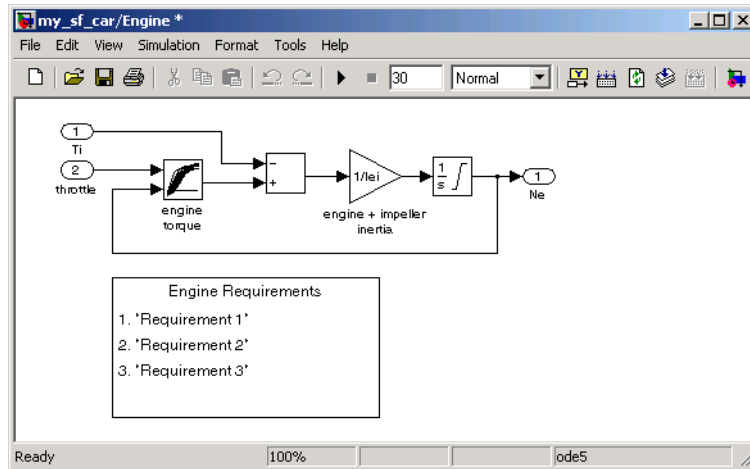 my_sf_car/Engine *
File Edit View Simulation Format Tools Help
30 Normal
1
Ti
2
throttle
engine
torque
−
+
1/Iei
engine + impeller
inertia
1
s
1
Ne
Engine Requirements
1. "Requirement 1"
2. "Requirement 2"
3. "Requirement 3"
Ready 100% ode5